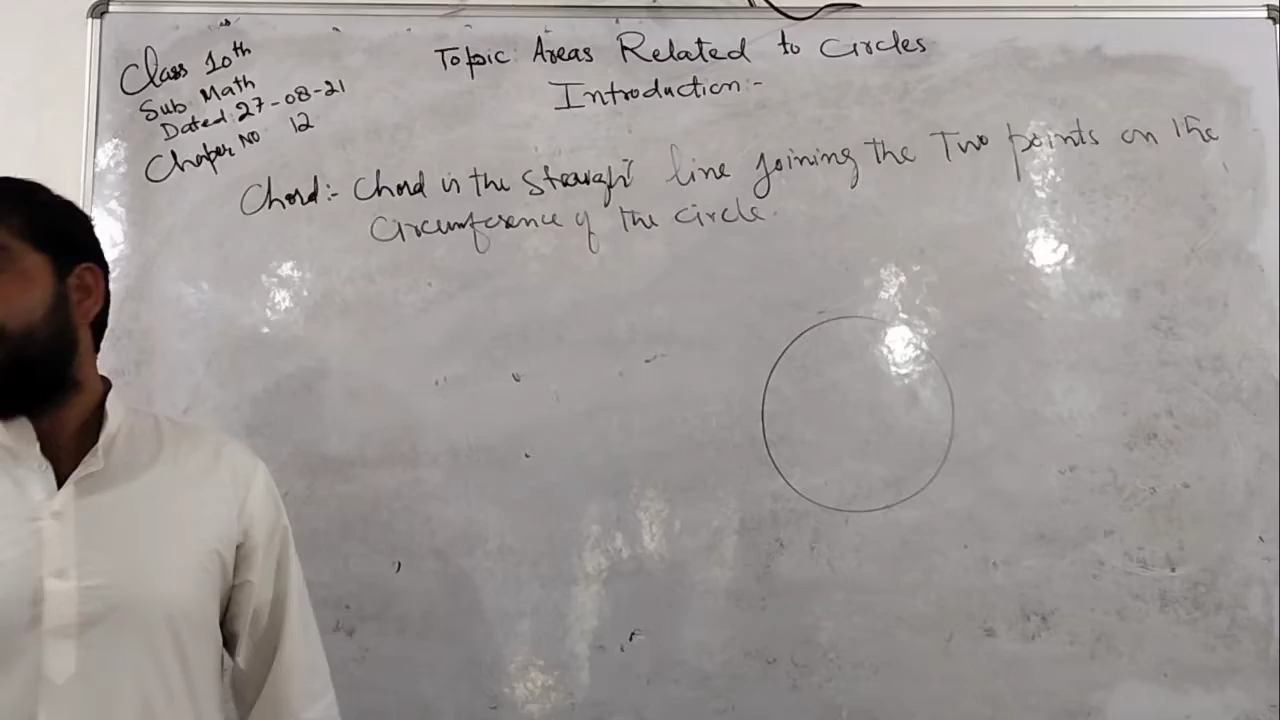 Class 10th
Sub. Math
Dated: 27-08-21
Chapter No 12
Topic: Areas Related to Circles
Introduction:-
Chord:- Chord is the straight line joining the Two points on the
Circumference of the circle.